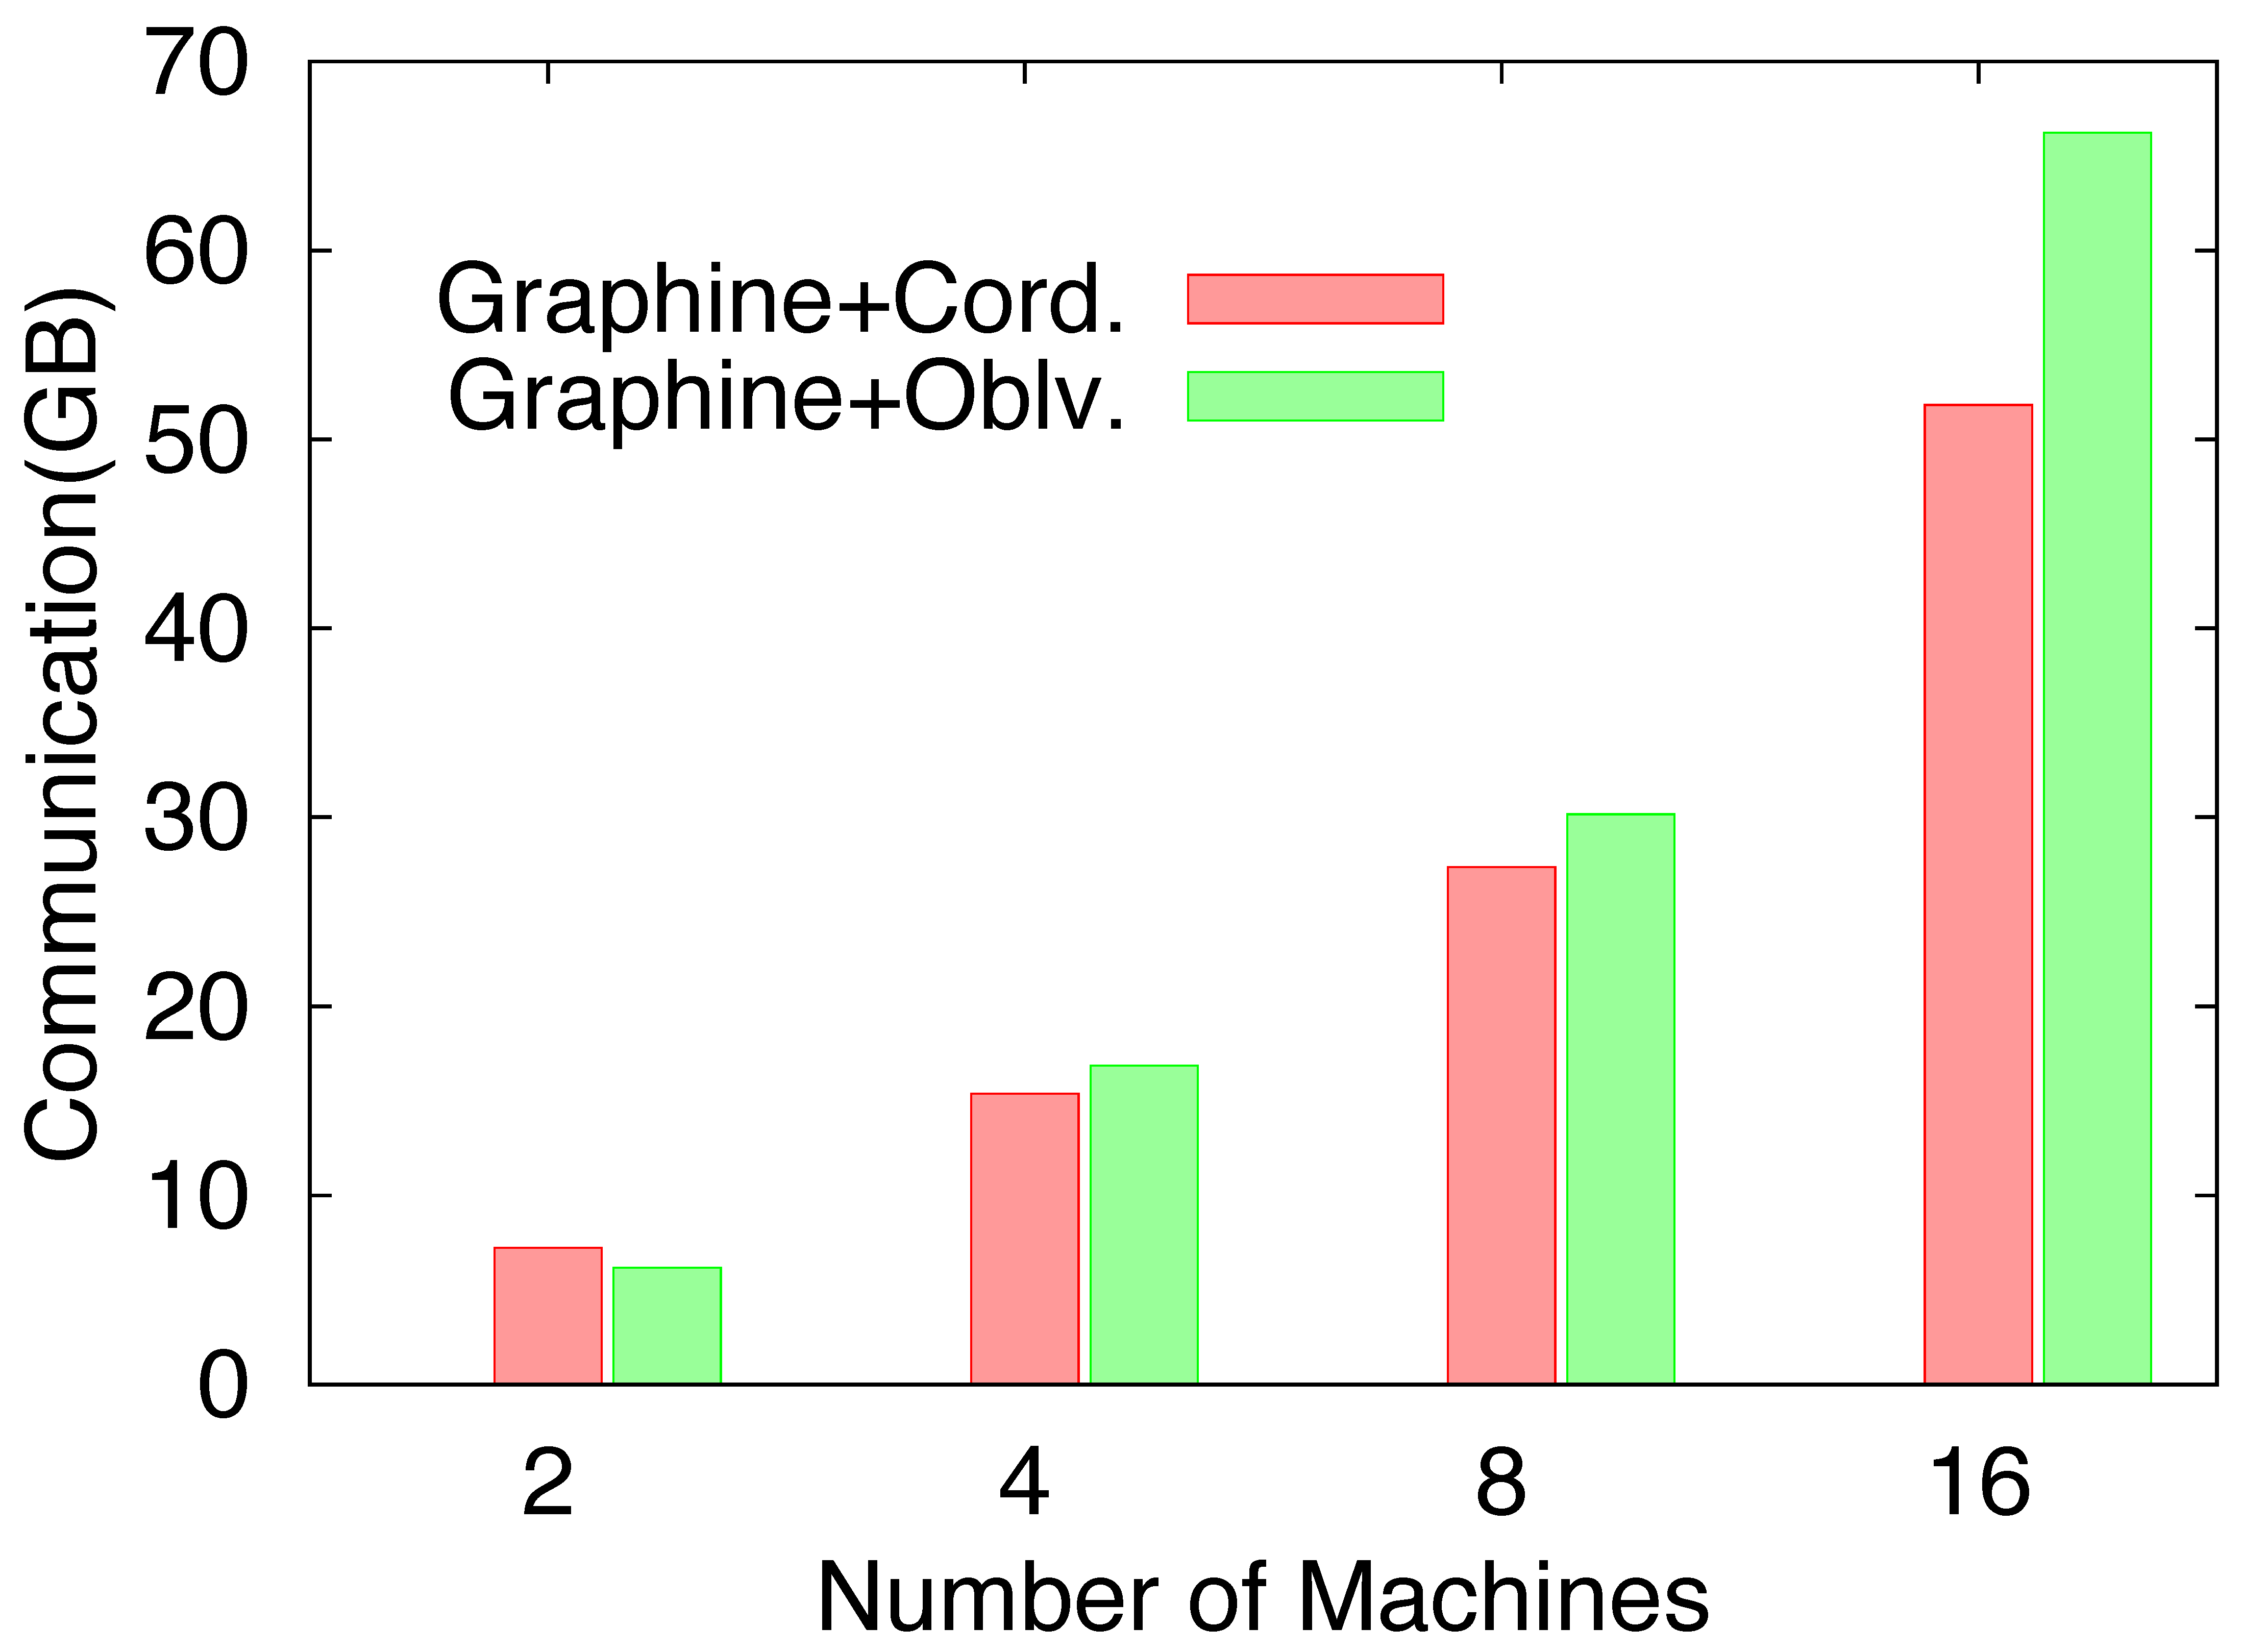 70
60
50
40
30
20
10
0
Communication(GB)
Graphine+Cord.
Graphine+Oblv.
2 4 8 16
Number of Machines